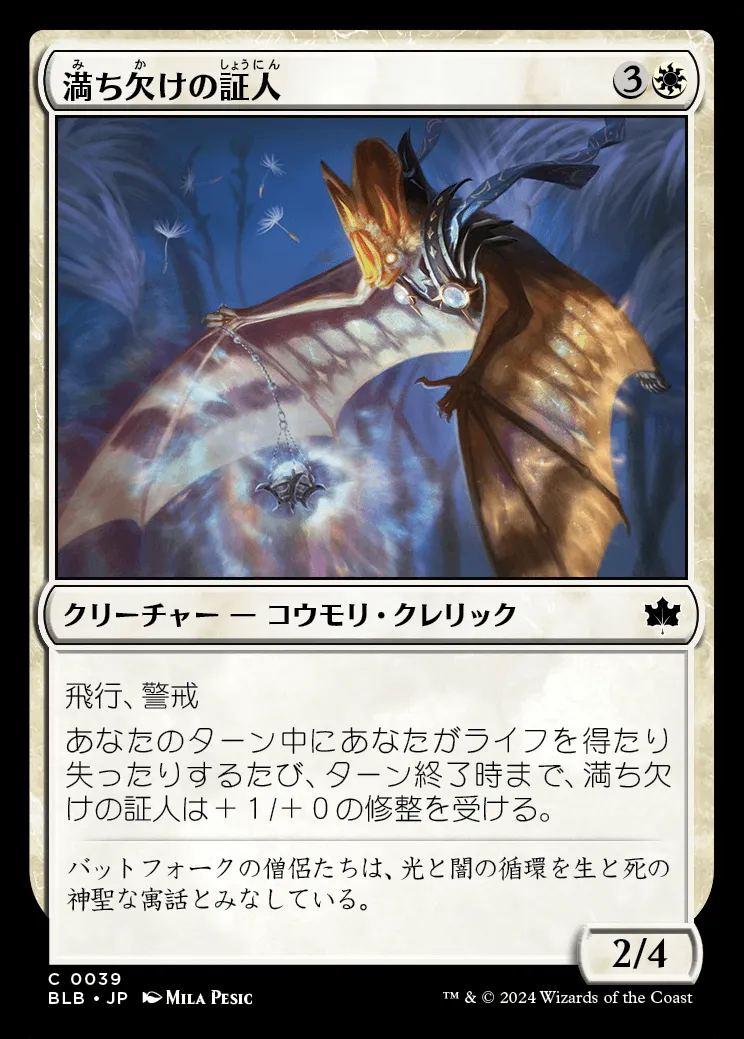 満ち欠けの証人
3
クリーチャー — コウモリ・クレリック
飛行、警戒
あなたのターン中にあなたがライフを得たり
失ったりするたび、ターン終了時まで、満ち欠
けの証人は+1/+0の修整を受ける。
バットフォークの僧侶たちは、光と闇の循環を生と死の
神聖な寓話とみなしている。
2/4
C 0039
BLB • JP Mila Pesic
™ & © 2024 Wizards of the Coast